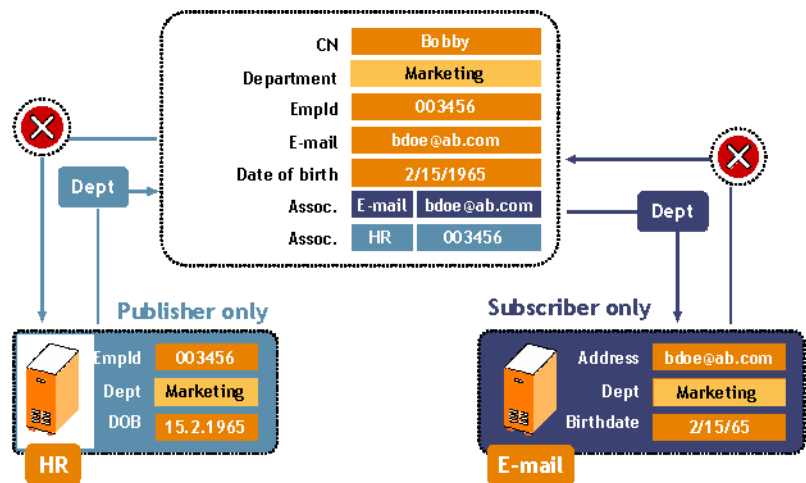 CN Bobby
Department Marketing
EmpId 003456
E-mail bdoe@ab.com
Date of birth 2/15/1965
Assoc. E-mail bdoe@ab.com
Assoc. HR 003456
Dept
Dept
Publisher only
Subscriber only
EmpId 003456
Dept Marketing
DOB 15.2.1965
HR
Address bdoe@ab.com
Dept Marketing
Birthdate 2/15/65
E-mail